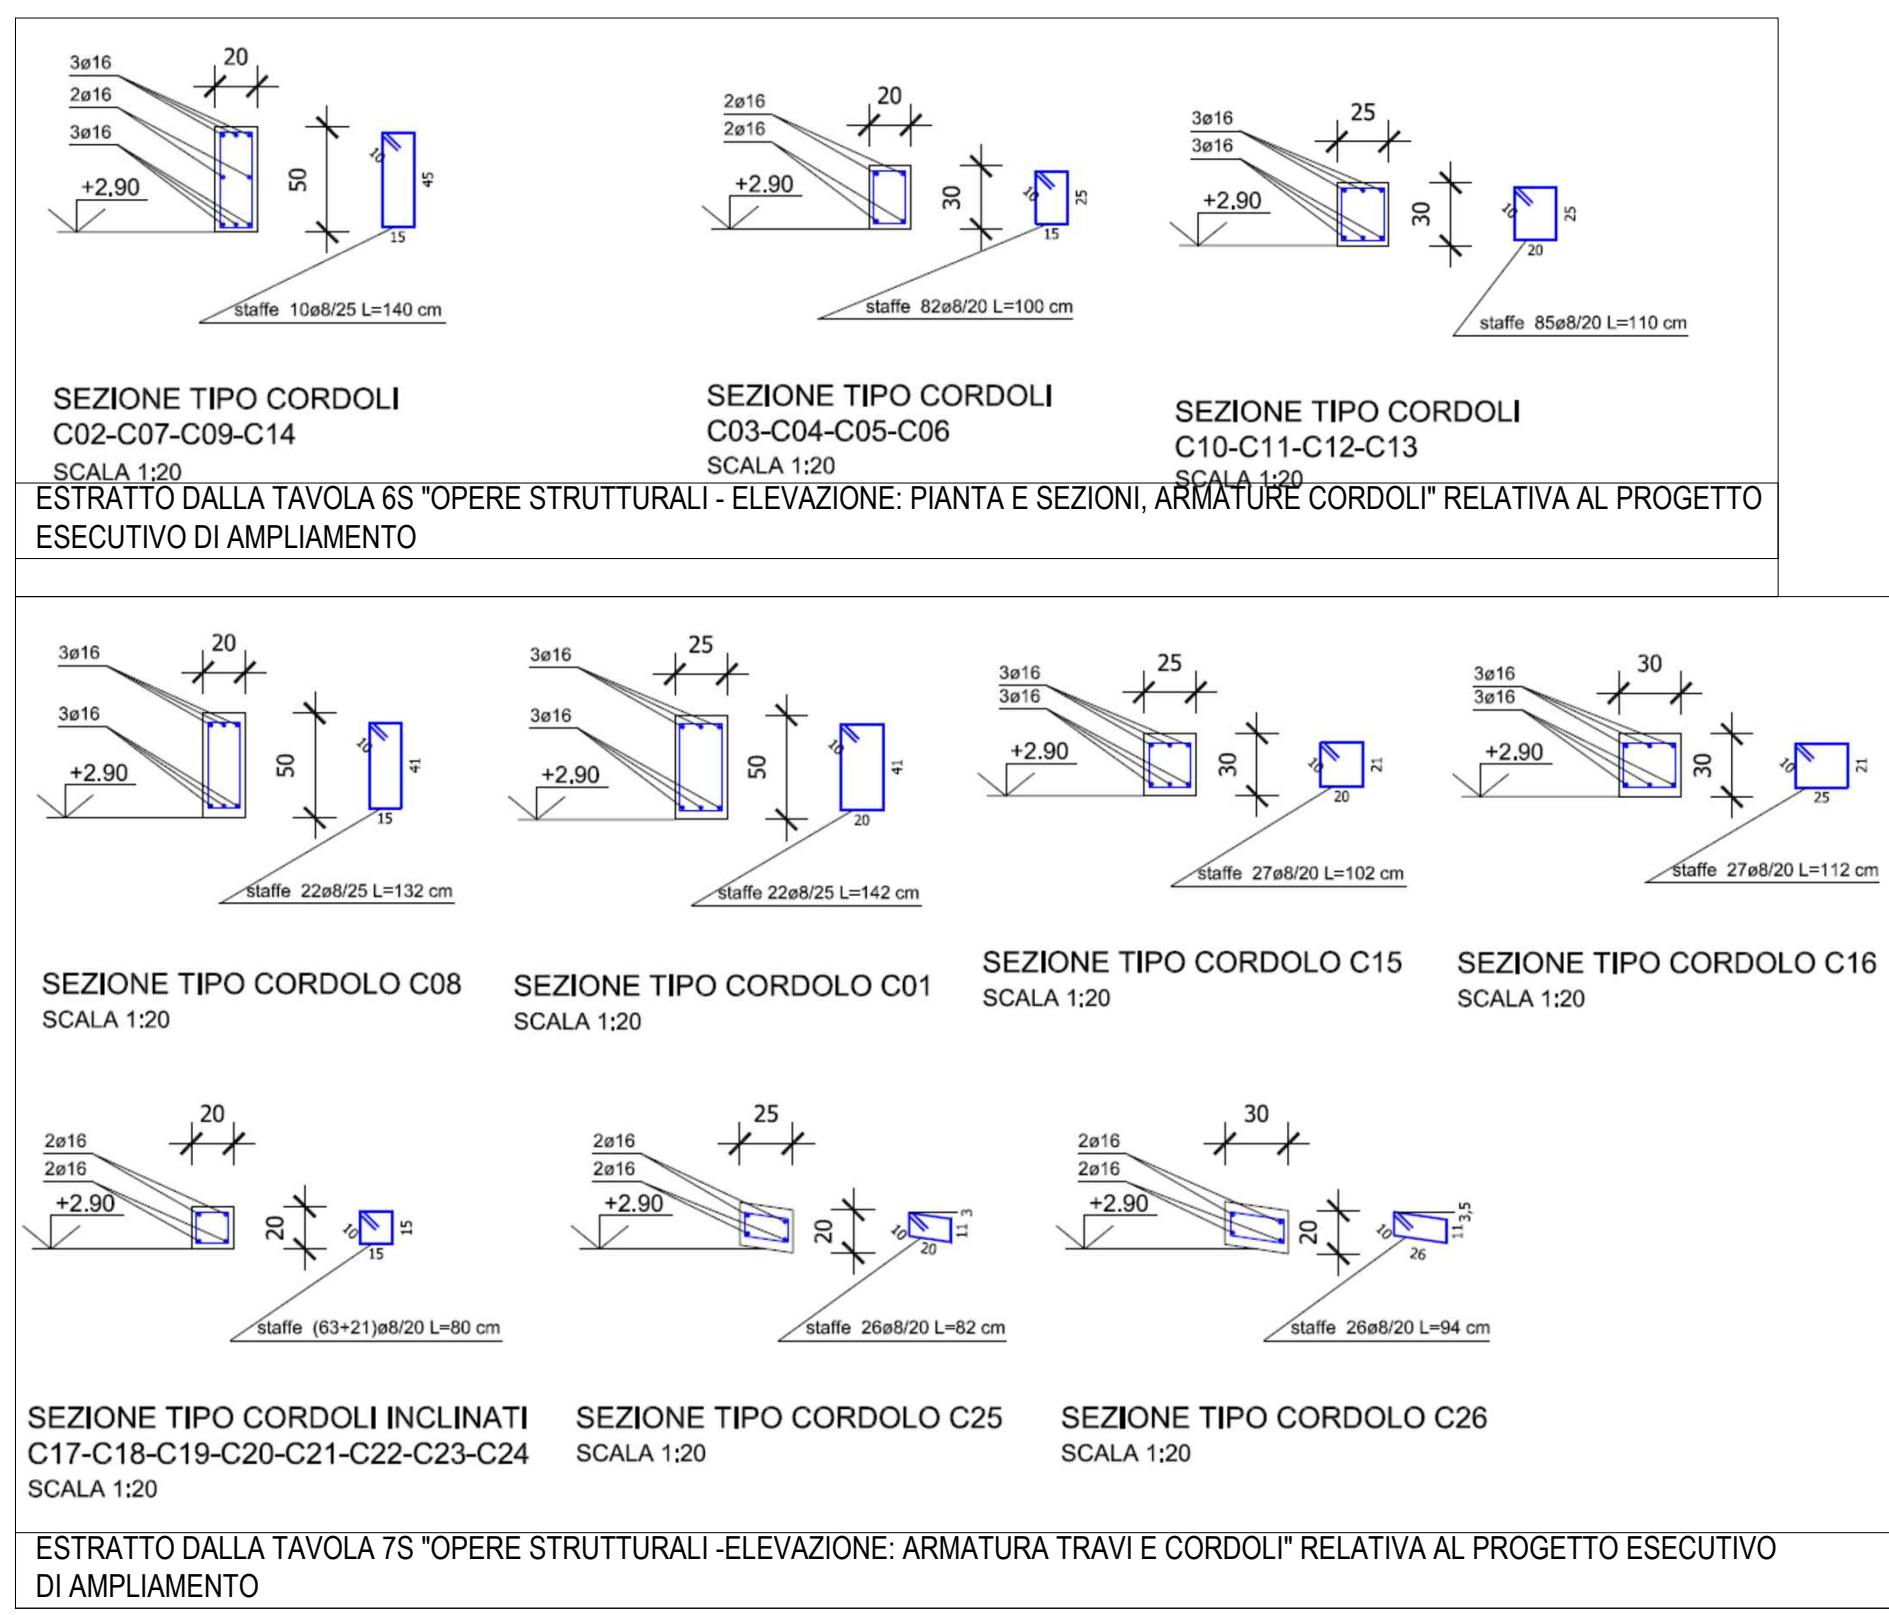 3ø16
2ø16
3ø16
20
+2.90
50
10
45
15
staffe 10ø8/25 L=140 cm
SEZIONE TIPO CORDOLI
C02-C07-C09-C14
SCALA 1:20
2ø16
2ø16
20
+2.90
30
10
25
15
staffe 82ø8/20 L=100 cm
SEZIONE TIPO CORDOLI
C03-C04-C05-C06
SCALA 1:20
3ø16
3ø16
25
+2.90
30
10
25
20
staffe 85ø8/20 L=110 cm
SEZIONE TIPO CORDOLI
C10-C11-C12-C13
SCALA 1:20
ESTRATTO DALLA TAVOLA 6S "OPERE STRUTTURALI - ELEVAZIONE: PIANTA E SEZIONI, ARMATURE CORDOLI" RELATIVA AL PROGETTO
ESECUTIVO DI AMPLIAMENTO
3ø16
3ø16
20
+2.90
50
10
41
15
staffe 22ø8/25 L=132 cm
SEZIONE TIPO CORDOLO C08
SCALA 1:20
3ø16
3ø16
25
+2.90
50
10
41
20
staffe 22ø8/25 L=142 cm
SEZIONE TIPO CORDOLO C01
SCALA 1:20
3ø16
3ø16
25
+2.90
30
10
21
20
staffe 27ø8/20 L=102 cm
SEZIONE TIPO CORDOLO C15
SCALA 1:20
3ø16
3ø16
30
+2.90
30
10
21
25
staffe 27ø8/20 L=112 cm
SEZIONE TIPO CORDOLO C16
SCALA 1:20
2ø16
2ø16
20
+2.90
20
10
15
15
staffe (63+21)ø8/20 L=80 cm
SEZIONE TIPO CORDOLI INCLINATI
C17-C18-C19-C20-C21-C22-C23-C24
SCALA 1:20
2ø16
2ø16
25
+2.90
20
10
11 3
20
staffe 26ø8/20 L=82 cm
SEZIONE TIPO CORDOLO C25
SCALA 1:20
2ø16
2ø16
30
+2.90
20
10
11 3,5
26
staffe 26ø8/20 L=94 cm
SEZIONE TIPO CORDOLO C26
SCALA 1:20
ESTRATTO DALLA TAVOLA 7S "OPERE STRUTTURALI -ELEVAZIONE: ARMATURA TRAVI E CORDOLI" RELATIVA AL PROGETTO ESECUTIVO
DI AMPLIAMENTO